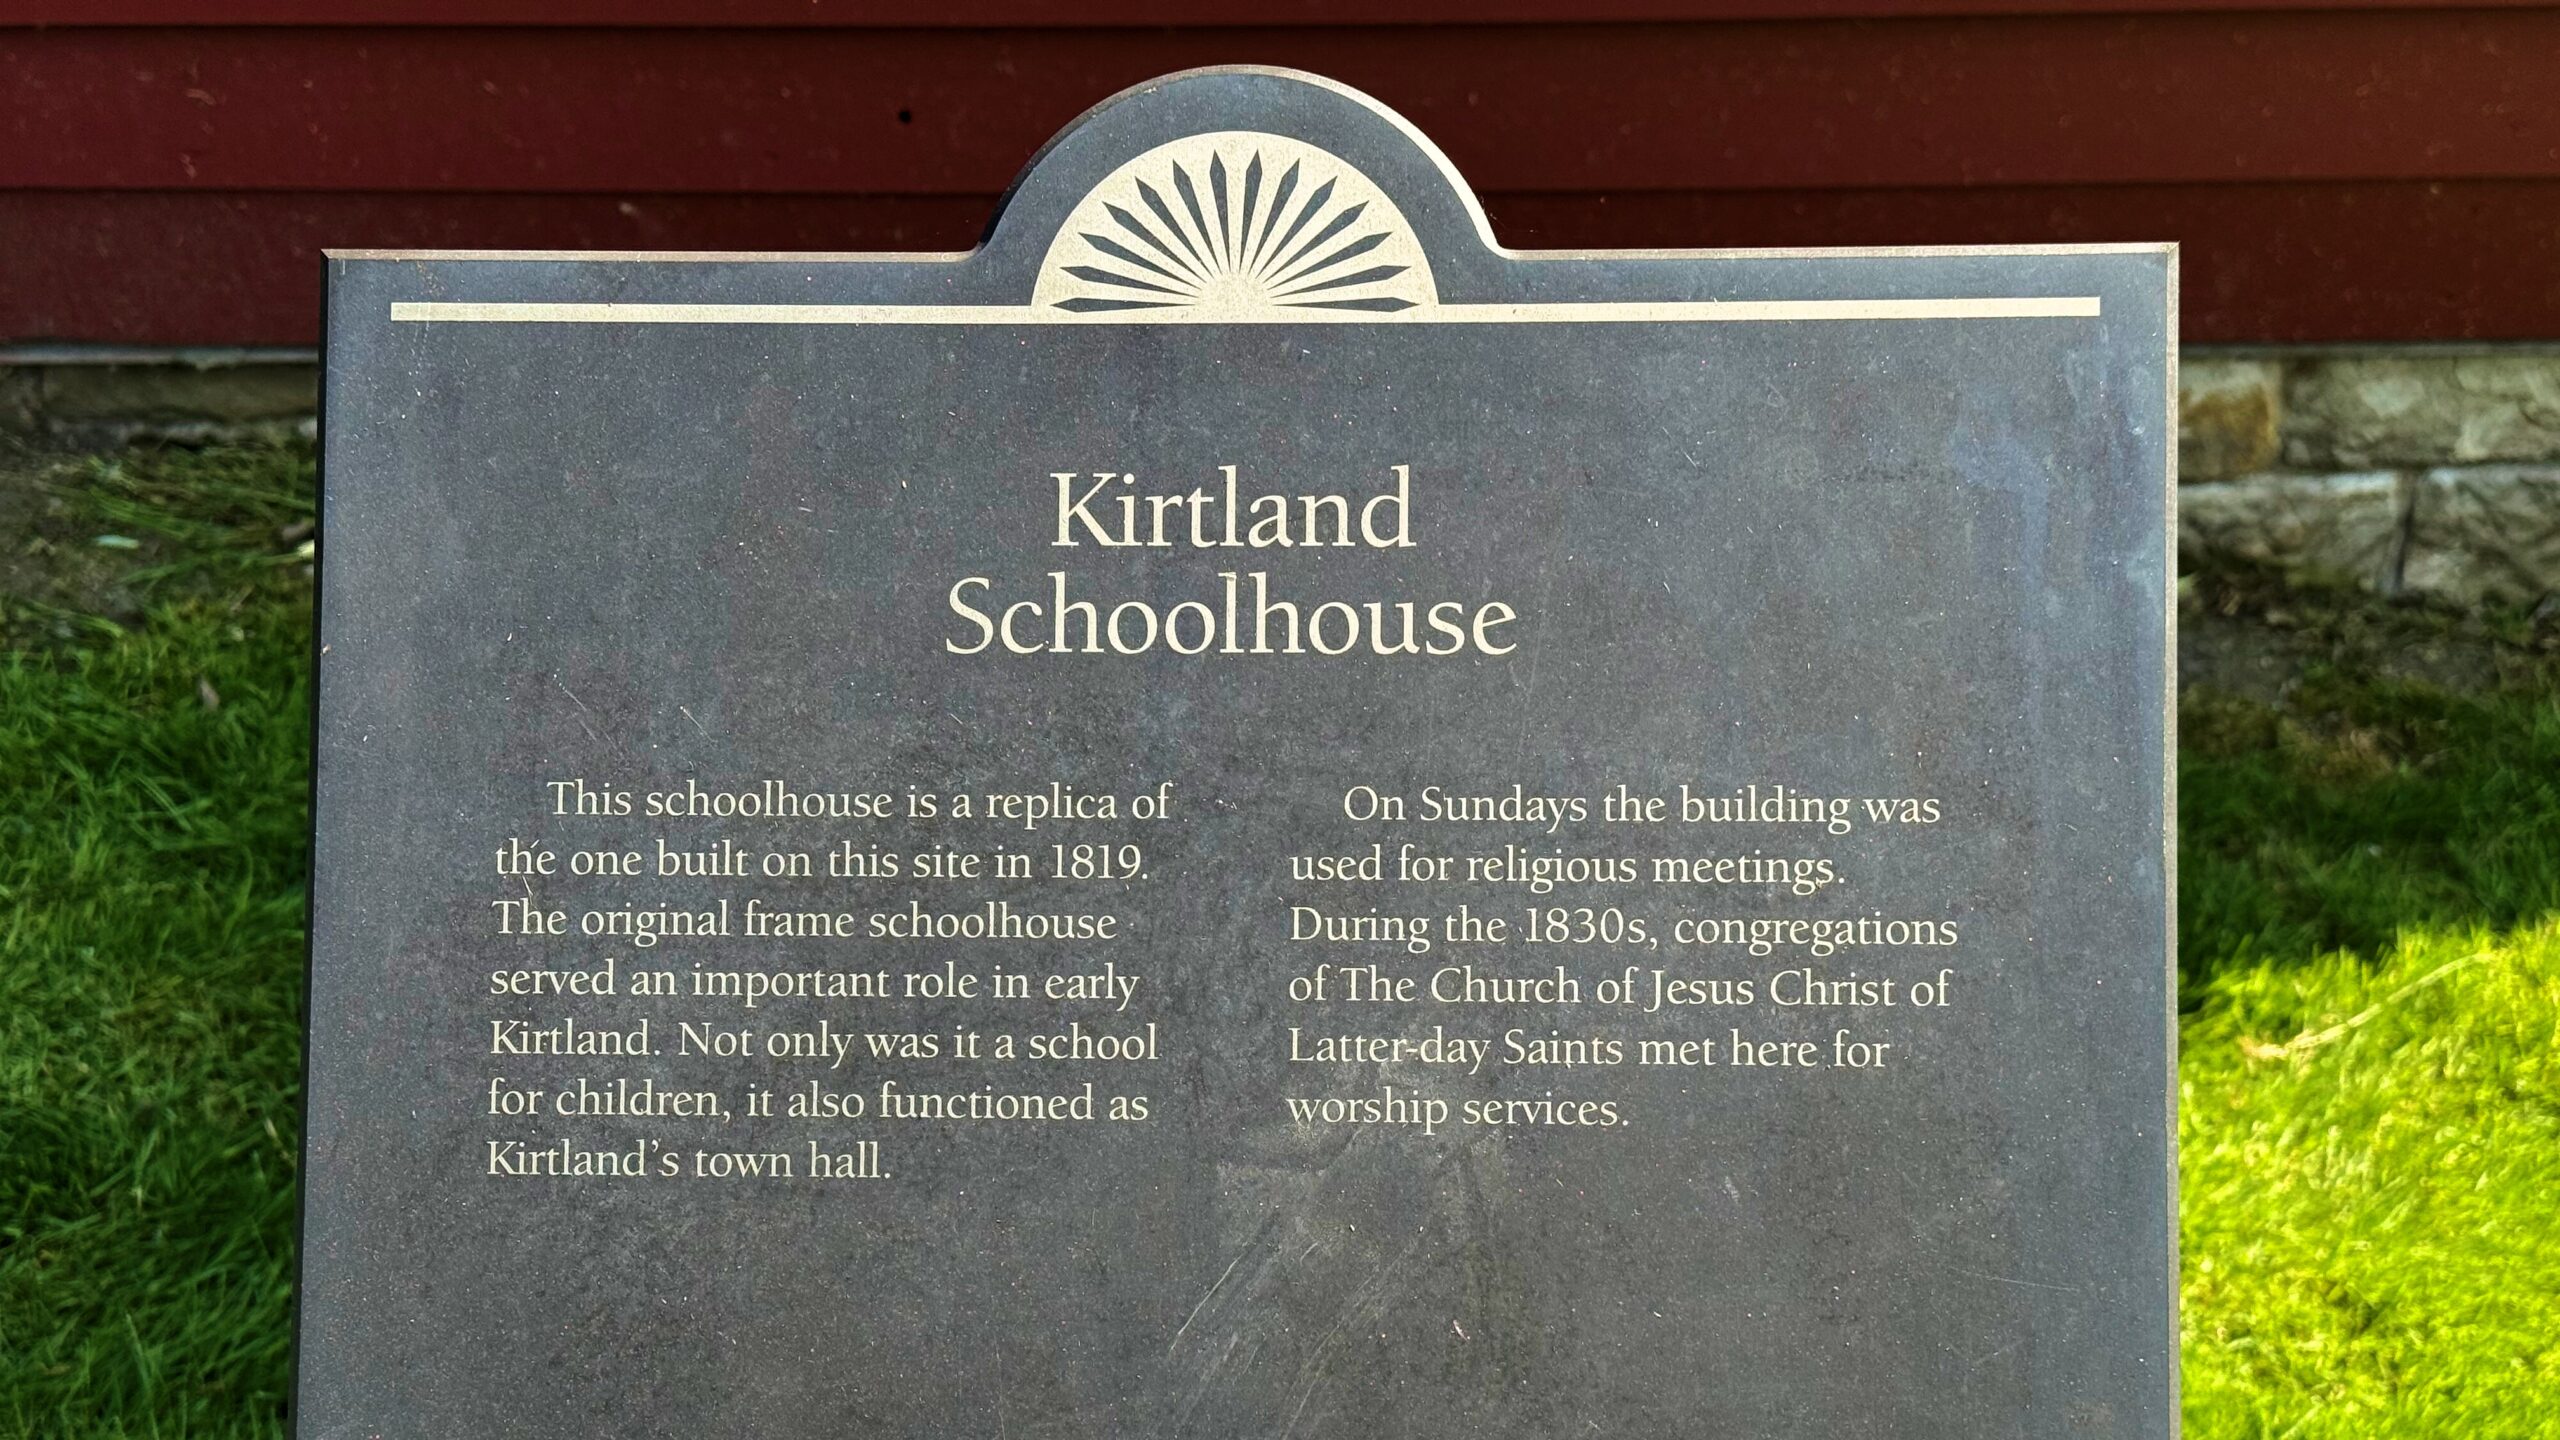 Kirtland
Schoolhouse
This schoolhouse is a replica of
the one built on this site in 1819.
The original frame schoolhouse
served an important role in early
Kirtland. Not only was it a school
for children, it also functioned as
Kirtland’s town hall.
On Sundays the building was
used for religious meetings.
During the 1830s, congregations
of The Church of Jesus Christ of
Latter-day Saints met here for
worship services.